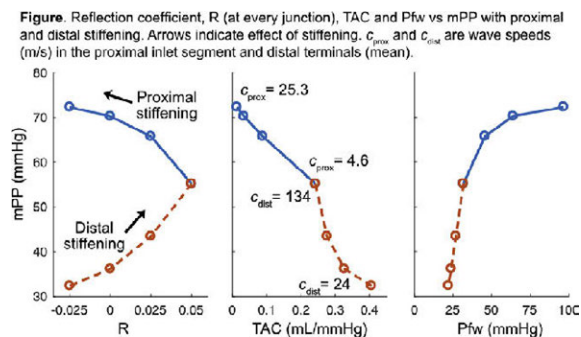 Figure. Reflection coefficient, R (at every junction), TAC and Pfw vs mPP with proximal
and distal stiffening. Arrows indicate effect of stiffening. cprox and cdist are wave speeds
(m/s) in the proximal inlet segment and distal terminals (mean).
80
70
60
50
40
30
mPP (mmHg)
Proximal
stiffening
Distal
stiffening
-0.025 0 0.025 0.05
R
cprox= 25.3
cprox= 4.6
cdist= 134
cdist= 24
0 0.1 0.2 0.3 0.4
TAC (mL/mmHg)
0 20 40 60 80 100
Pfw (mmHg)